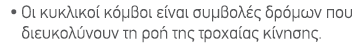 • Οι κυκλικοί κόμβοι είναι συμβολές δρόμων που
διευκολύνουν τη ροή της τροχαίας κίνησης.